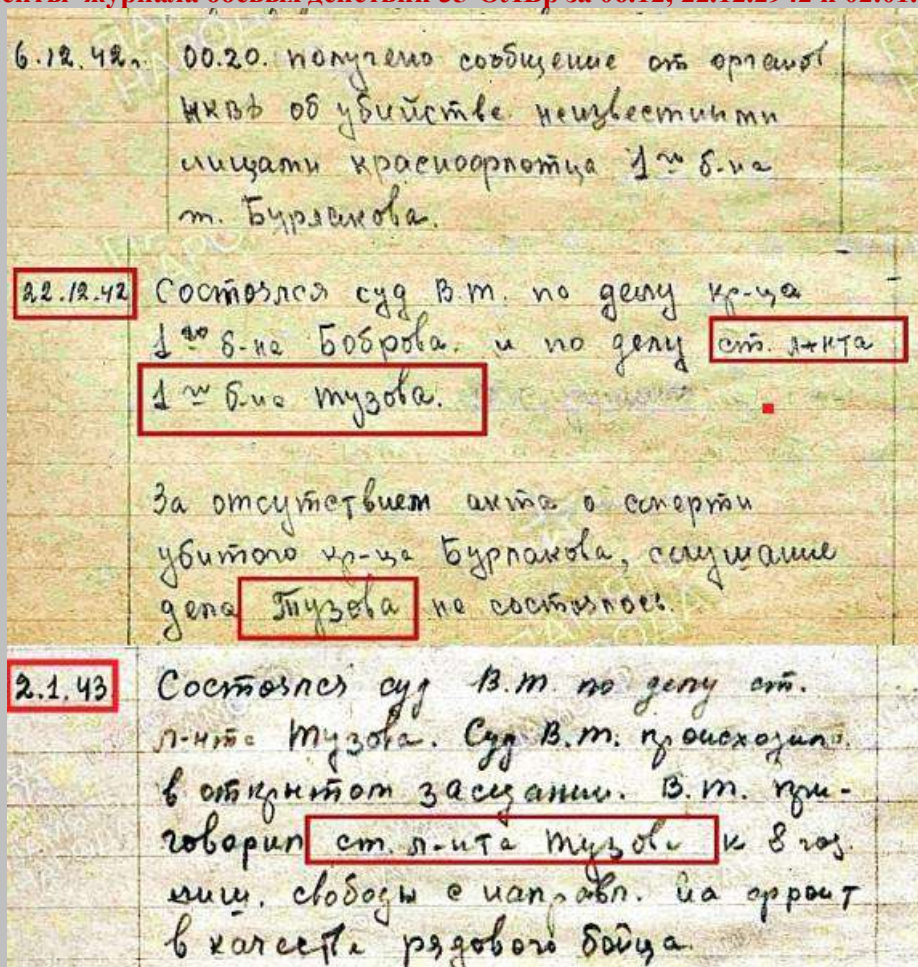 журнала боевых действий
6.12.42г. 00.20. получено сообщение от органов
НКВД об убийстве неизвестными
лицами краснофлотца 1го б-на
т. Бурлакова.
22.12.42 Состоялся суд В.т. по делу кр-ца
1го б-на Боброва. и по делу ст. л-нта
1го б-на Тузова.
За отсутствием акта о смерти
убитого кр-ца Бурлакова, слушание
дела Тузова не состоялось.
2.1.43 Состоялся суд В.т. по делу ст.
л-нта Тузова. Суд В.т. происходил
в открытом заседании. В.т. при-
говорил ст. л-нта Тузова к 8 год.
лиш. свободы с направл. на фронт
в качестве рядового бойца.